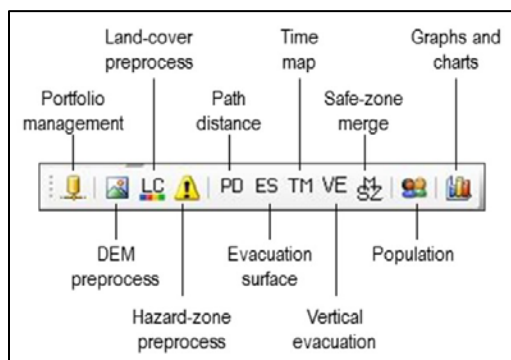 Land-cover
preprocess
Time
map
Graphs and
charts
Portfolio
management
Path
distance
Safe-zone
merge
LC PD ES TM VE M SZ
DEM
preprocess
Evacuation
surface
Population
Hazard-zone
preprocess
Vertical
evacuation